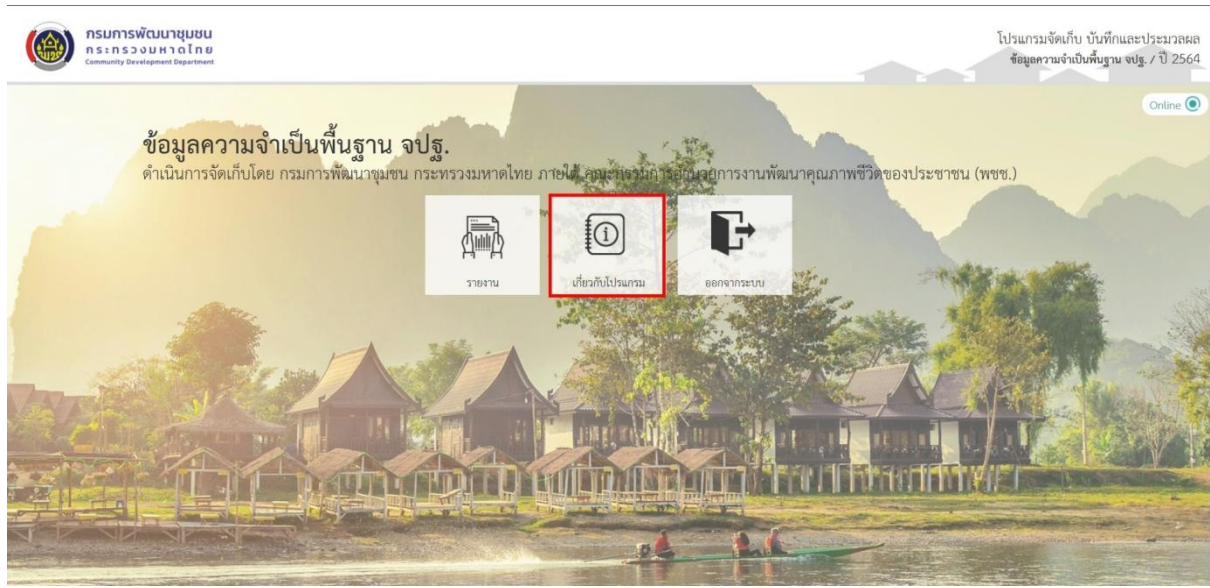 กรมการพัฒนาชุมชน
กระทรวงมหาดไทย
Community Development Department
โปรแกรมจัดเก็บ บันทึกและประมวลผล
ข้อมูลความจำเป็นพื้นฐาน จปฐ. / ปี 2564
Online
ข้อมูลความจำเป็นพื้นฐาน จปฐ.
ดำเนินการจัดเก็บโดย กรมการพัฒนาชุมชน กระทรวงมหาดไทย ภายใต้ คณะกรรมการอำนวยการงานพัฒนาคุณภาพชีวิตของประชาชน (พชช.)
รายงาน
เกี่ยวกับโปรแกรม
ออกจากระบบ